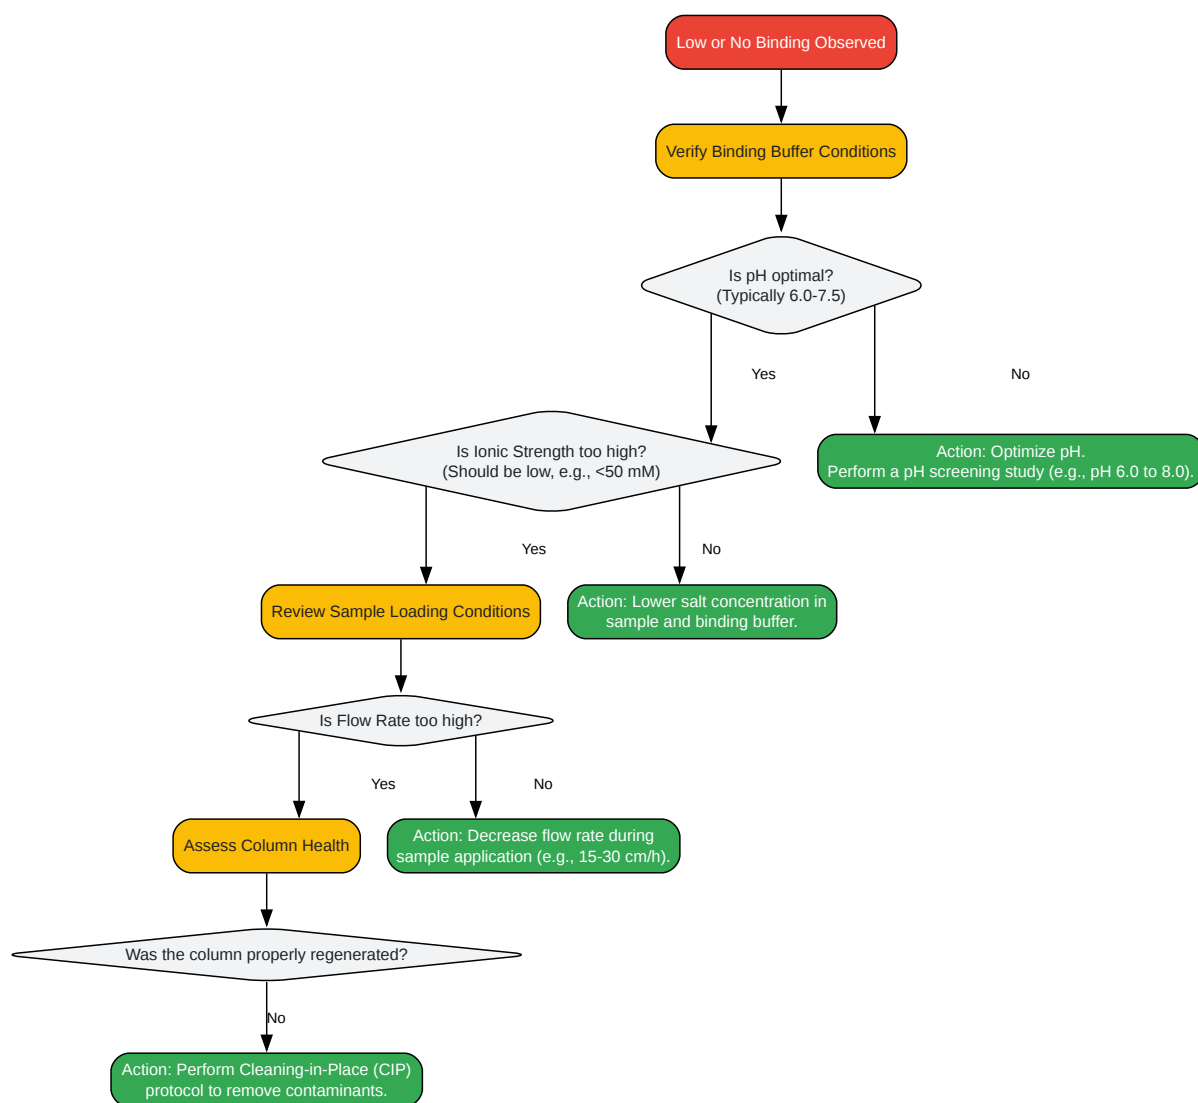 Low or No Binding Observed
Verify Binding Buffer Conditions
Is pH optimal?
(Typically 6.0-7.5)
Yes
No
Is Ionic Strength too high?
(Should be low, e.g., <50 mM)
Action: Optimize pH.
Perform a pH screening study (e.g., pH 6.0 to 8.0).
Yes
No
Review Sample Loading Conditions
Action: Lower salt concentration in
sample and binding buffer.
Is Flow Rate too high?
Yes
No
Assess Column Health
Action: Decrease flow rate during
sample application (e.g., 15-30 cm/h).
Was the column properly regenerated?
No
Action: Perform Cleaning-in-Place (CIP)
protocol to remove contaminants.